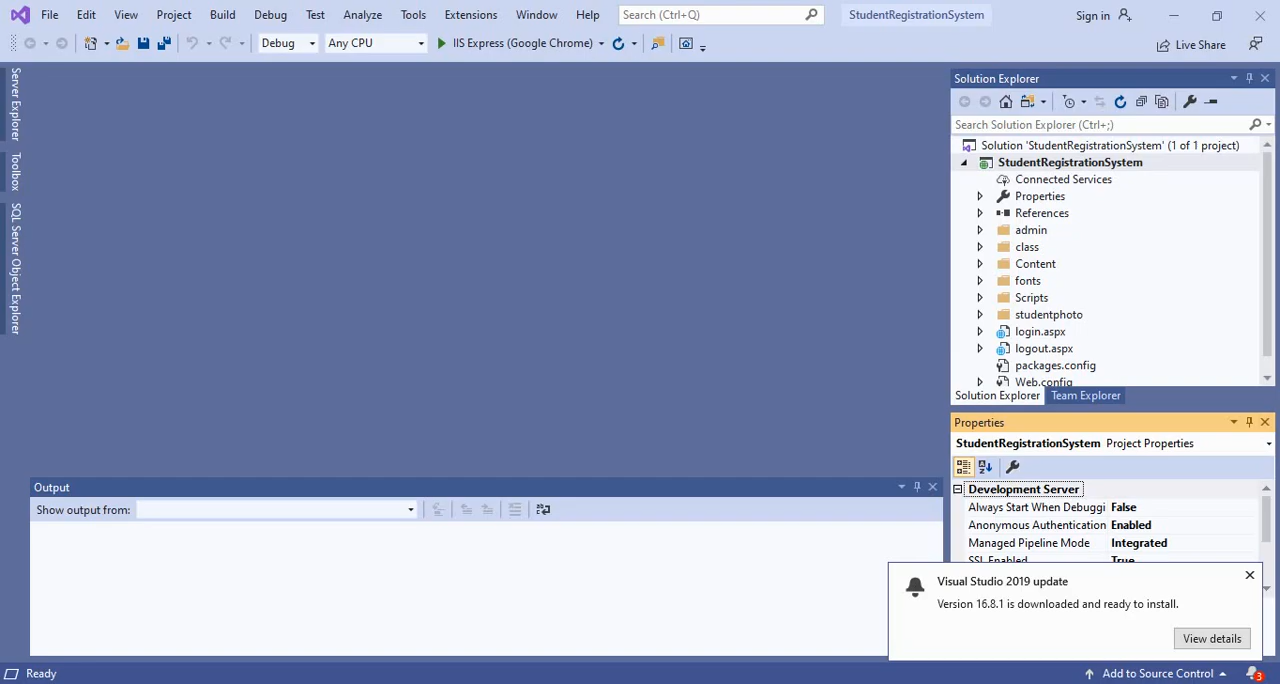 File Edit View Project Build Debug Test Analyze Tools Extensions Window Help Search (Ctrl+Q) StudentRegistrationSystem Sign in
Debug Any CPU IIS Express (Google Chrome) Live Share
Server Explorer
Toolbox
SQL Server Object Explorer
Solution Explorer
Search Solution Explorer (Ctrl+;)
Solution 'StudentRegistrationSystem' (1 of 1 project)
StudentRegistrationSystem
Connected Services
Properties
References
admin
class
Content
fonts
Scripts
studentphoto
login.aspx
logout.aspx
packages.config
Web.config
Solution Explorer Team Explorer
Properties
StudentRegistrationSystem Project Properties
Development Server
Always Start When Debuggi False
Anonymous Authentication Enabled
Managed Pipeline Mode Integrated
SSL Enabled True
Output
Show output from:
Visual Studio 2019 update
Version 16.8.1 is downloaded and ready to install.
View details
Ready
Add to Source Control
3